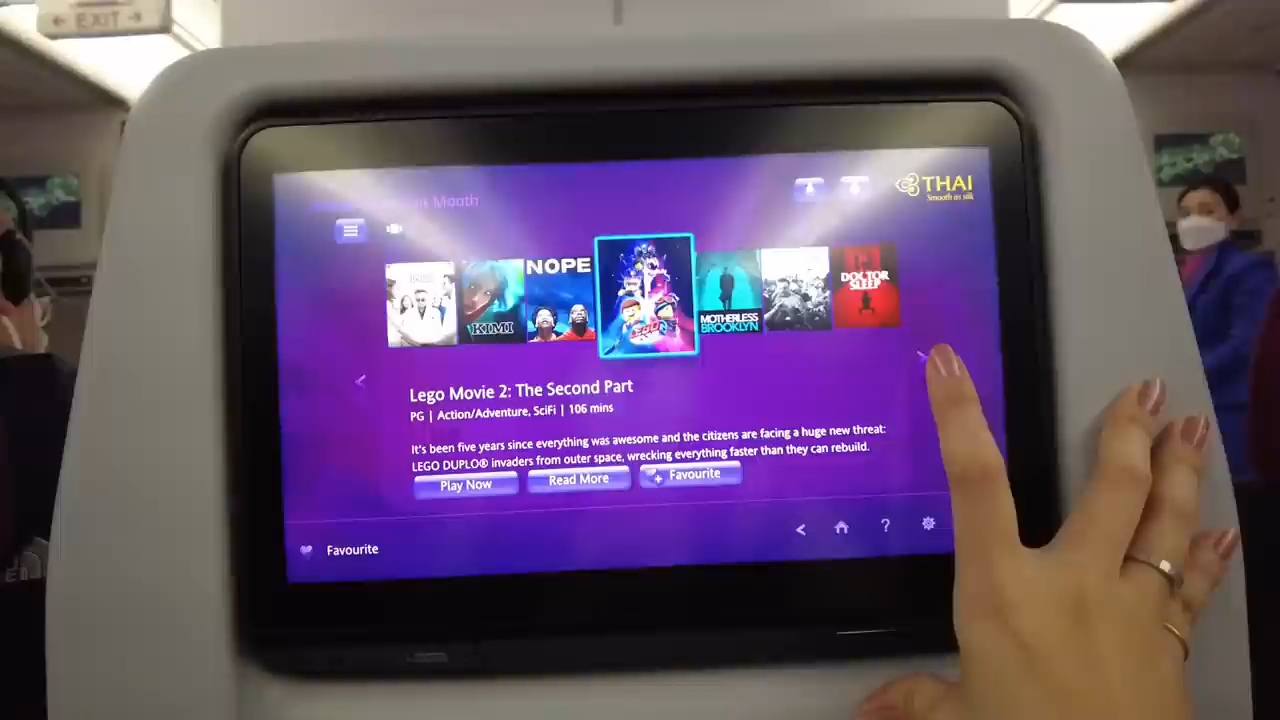 ← EXIT →
Month
THAI
Smooth as silk
NOPE
KIMI
LEGO
MOTHERLESS
BROOKLYN
DOCTOR
SLEEP
Lego Movie 2: The Second Part
PG | Action/Adventure, SciFi | 106 mins
It's been five years since everything was awesome and the citizens are facing a huge new threat:
LEGO DUPLO® invaders from outer space, wrecking everything faster than they can rebuild.
Play Now
Read More
Favourite
< ?
Favourite